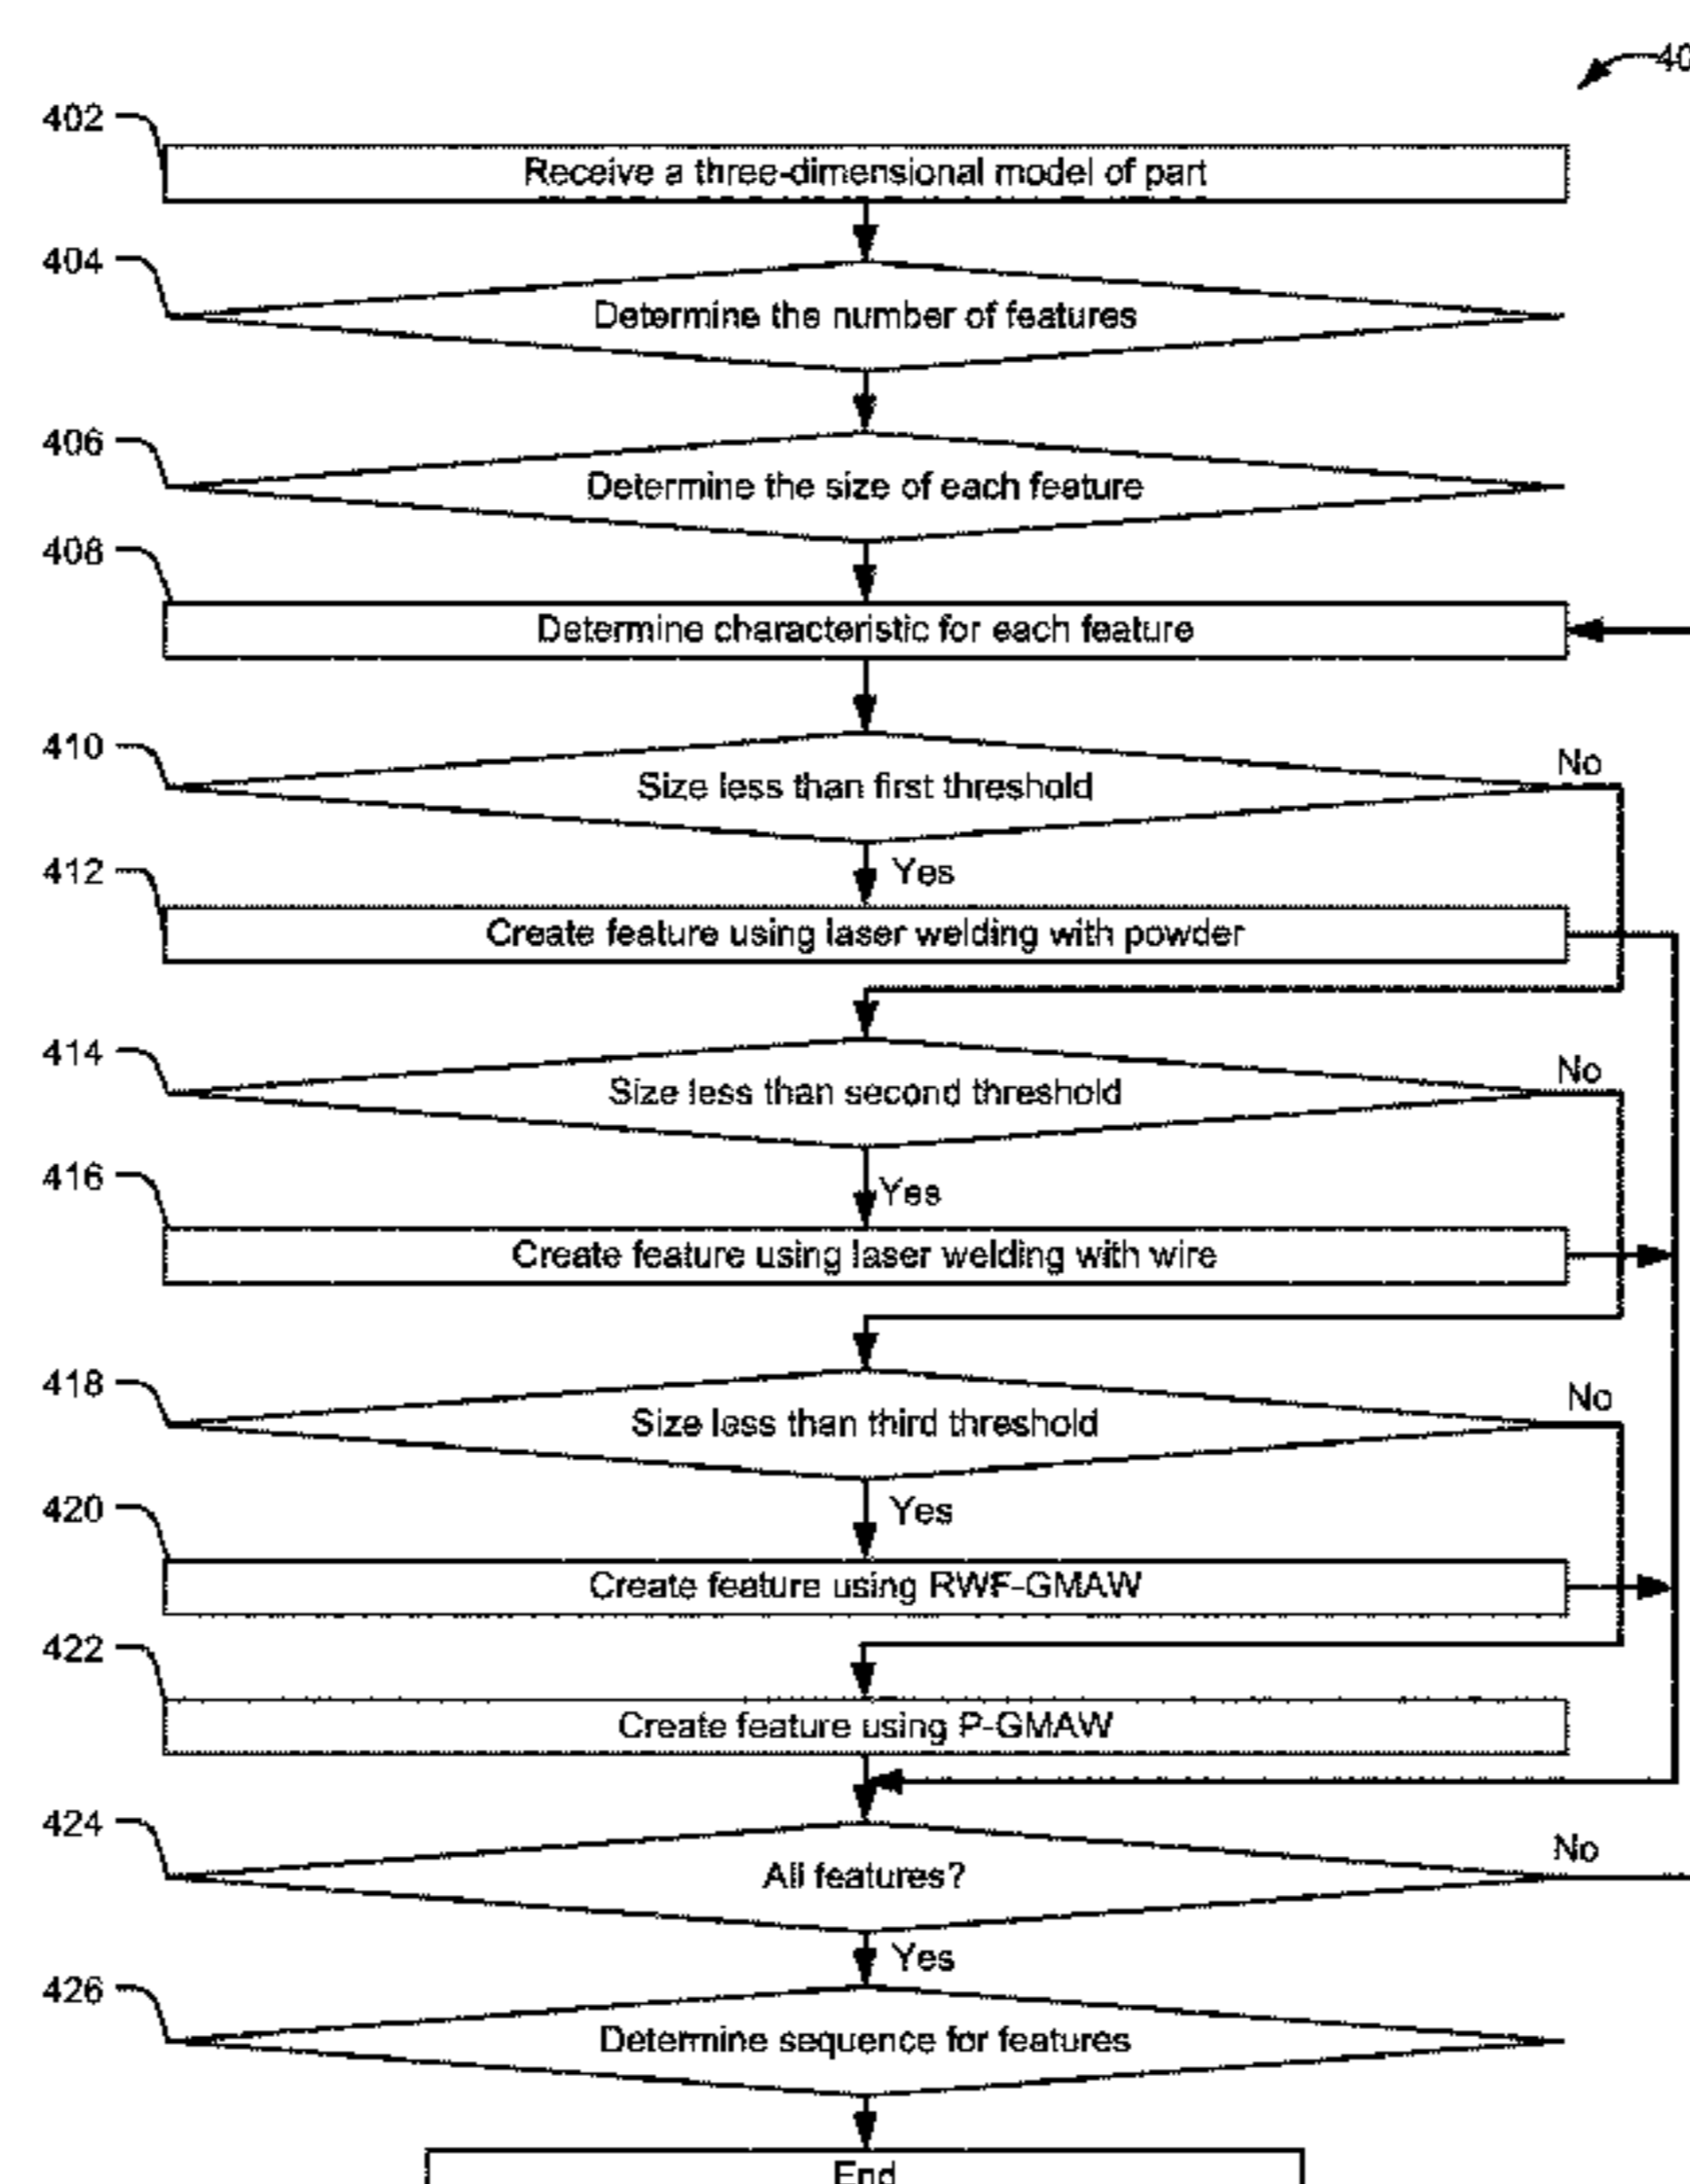 40
402
Receive a three-dimensional model of part
404
Determine the number of features
406
Determine the size of each feature
408
Determine characteristic for each feature
410
Size less than first threshold
No
Yes
412
Create feature using laser welding with powder
414
Size less than second threshold
No
Yes
416
Create feature using laser welding with wire
418
Size less than third threshold
No
Yes
420
Create feature using RWF-GMAW
422
Create feature using P-GMAW
424
All features?
No
Yes
426
Determine sequence for features
End